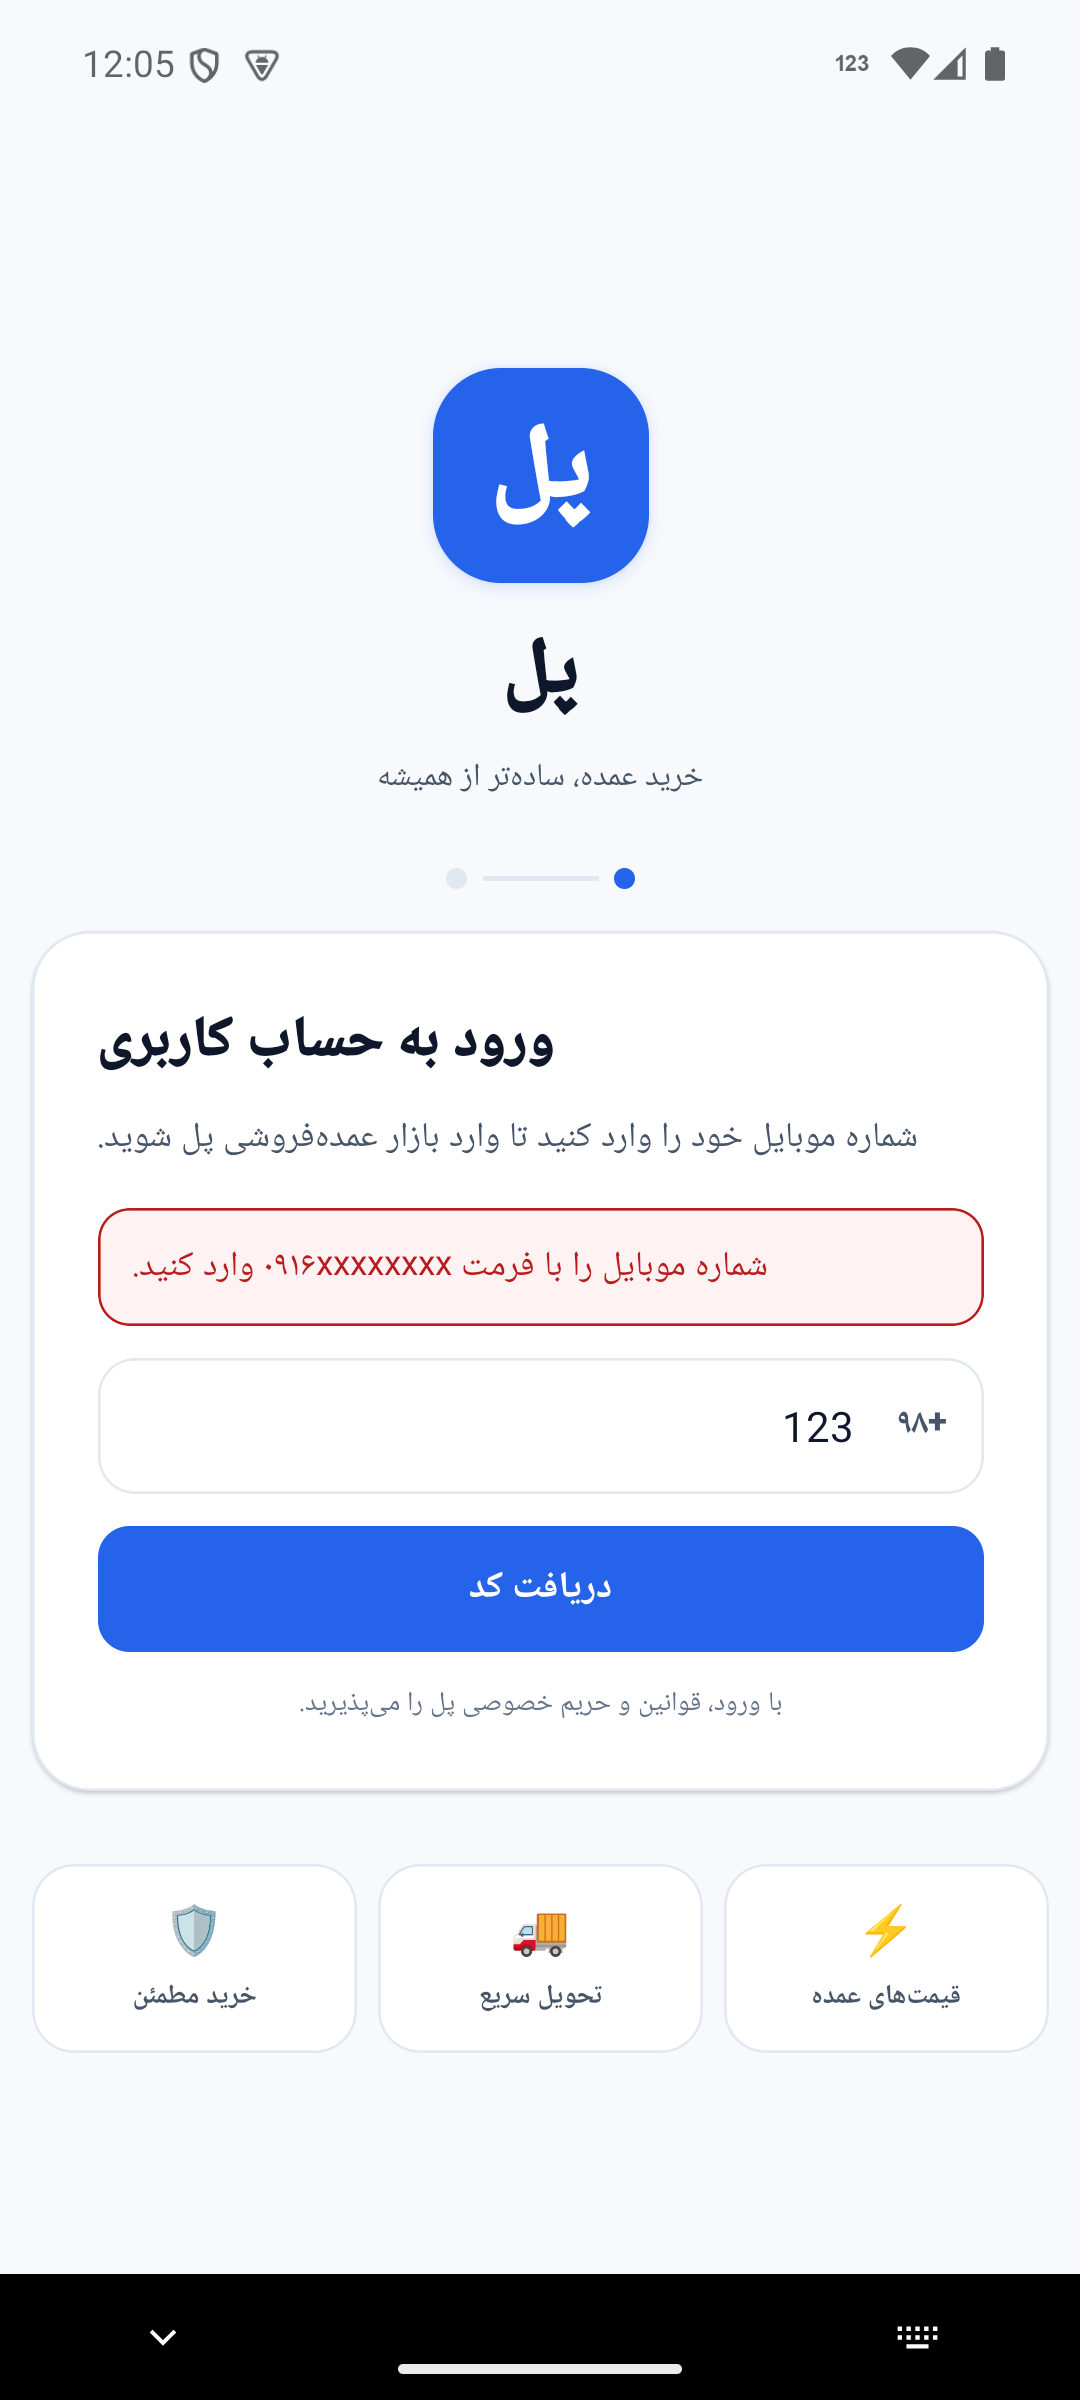 12:05
123
پل
پل
خرید عمده، ساده‌تر از همیشه
ورود به حساب کاربری
شماره موبایل خود را وارد کنید تا وارد بازار عمده‌فروشی پل شوید.
شماره موبایل را با فرمت ۰۹۱۶xxxxxxxx وارد کنید.
+۹۸ 123
دریافت کد
با ورود، قوانین و حریم خصوصی پل را می‌پذیرید.
قیمت‌های عمده
تحویل سریع
خرید مطمئن